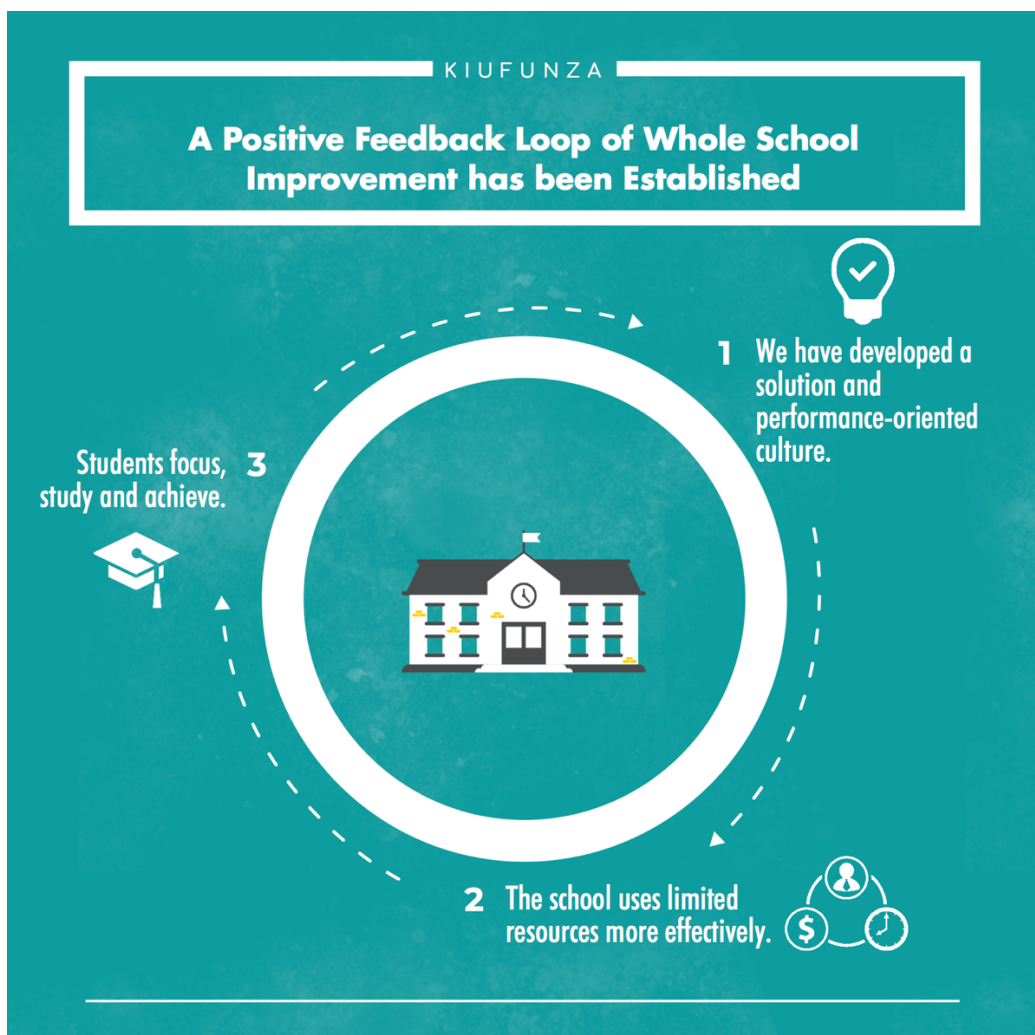 KIUFUNZA
A Positive Feedback Loop of Whole School
Improvement has been Established
1 We have developed a
solution and
performance-oriented
culture.
2 The school uses limited
resources more effectively.
$
Students focus, 3
study and achieve.